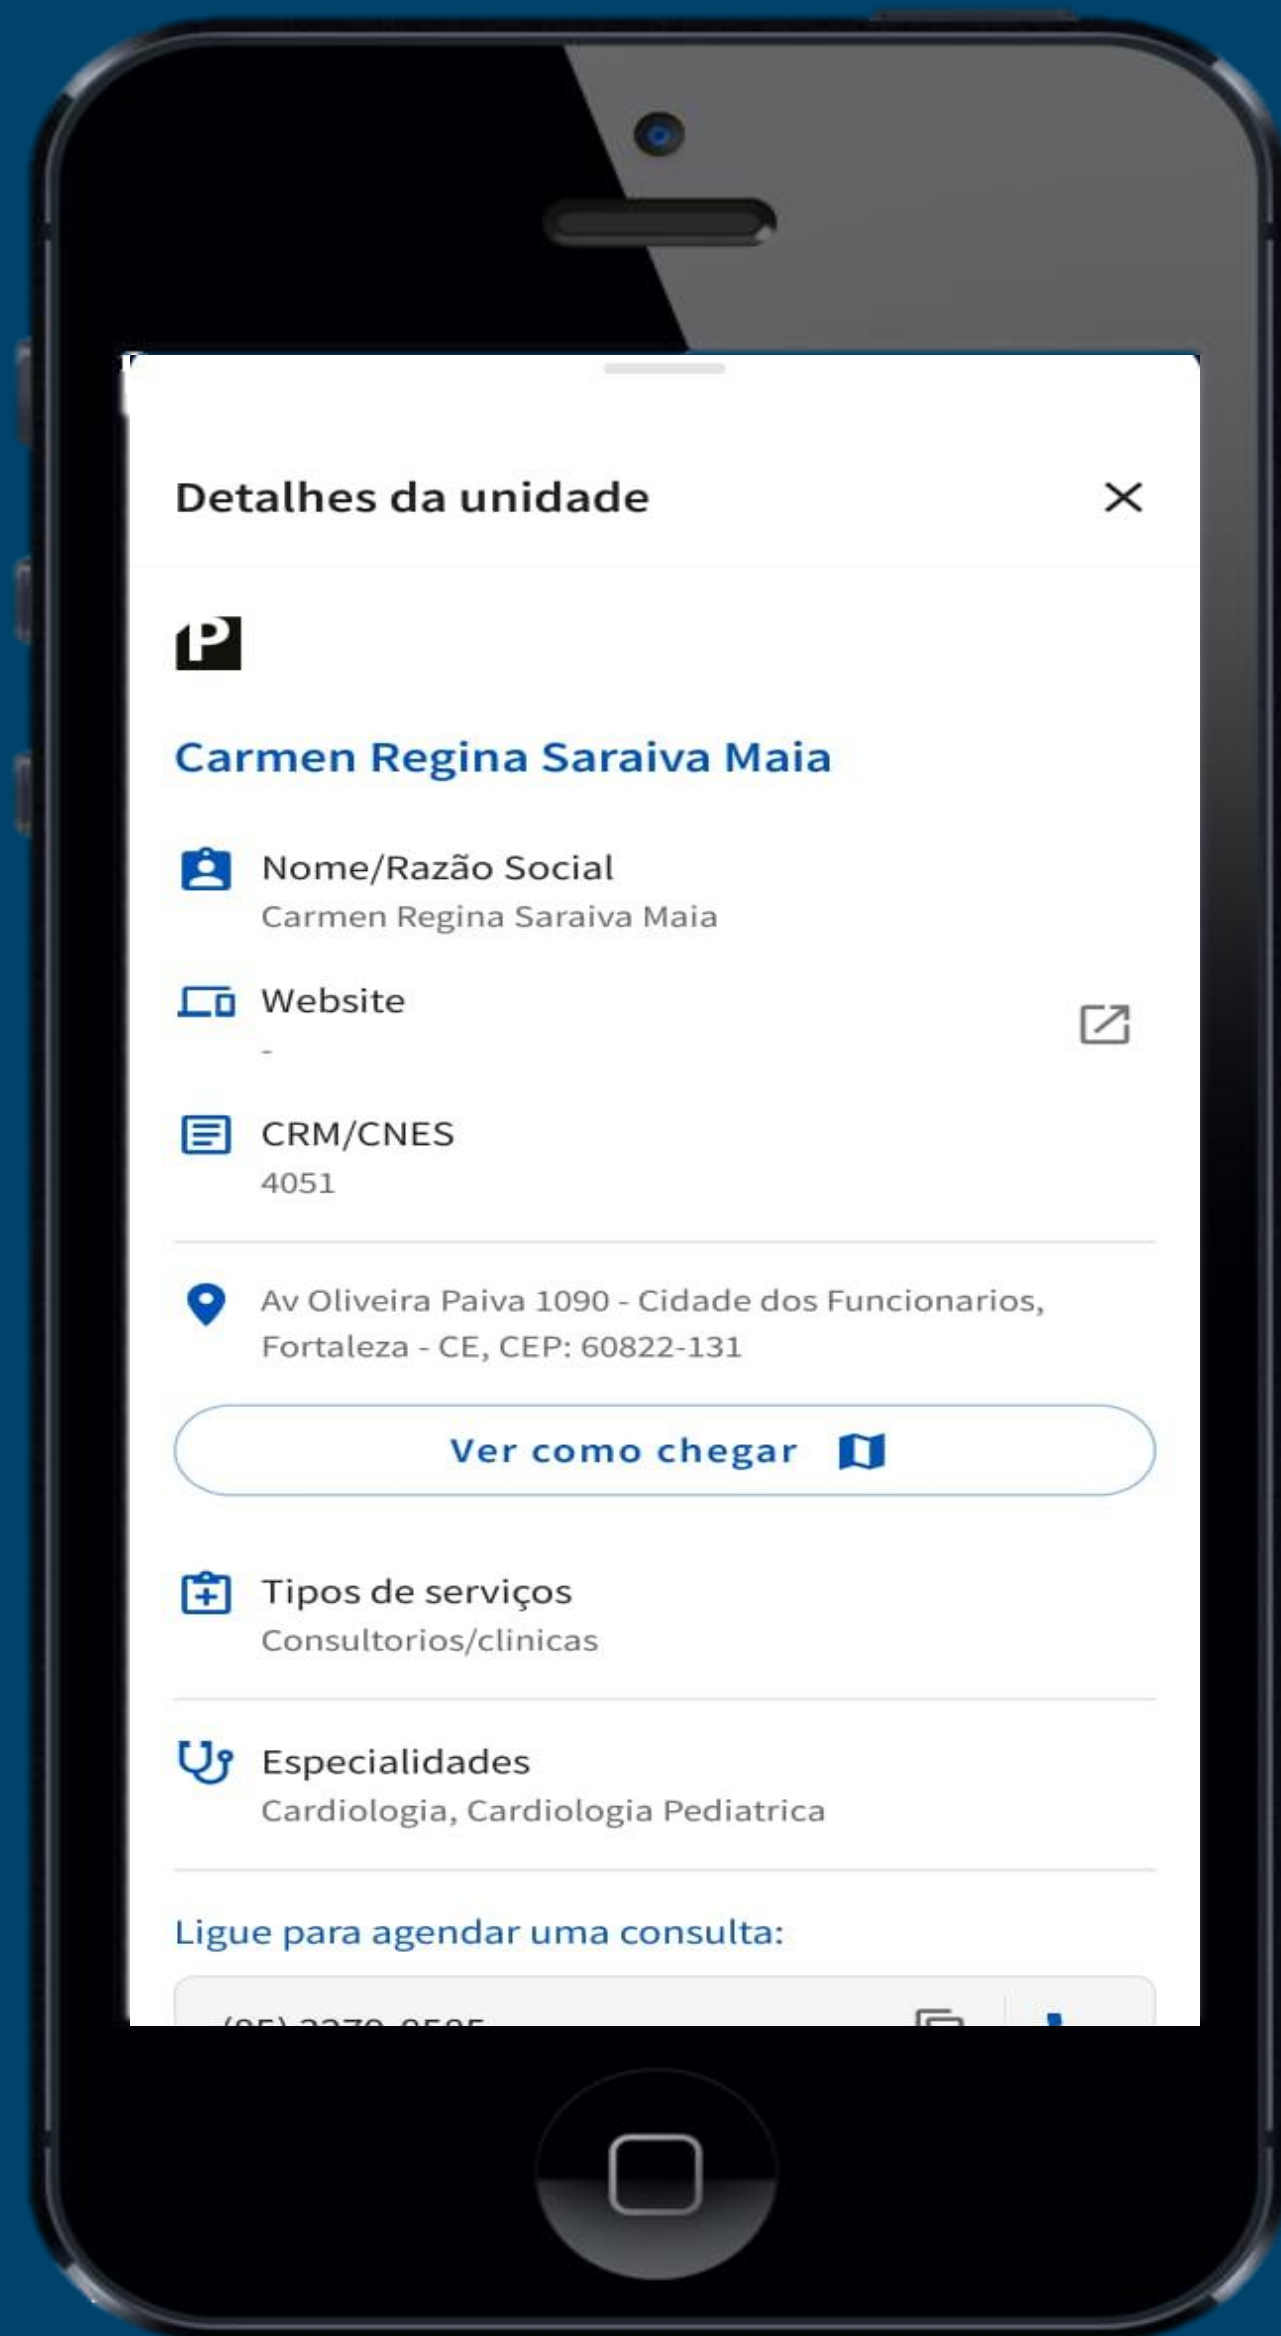 Detalhes da unidade
P
Carmen Regina Saraiva Maia
Nome/Razão Social
Carmen Regina Saraiva Maia
Website
-
CRM/CNES
4051
Av Oliveira Paiva 1090 - Cidade dos Funcionarios,
Fortaleza - CE, CEP: 60822-131
Ver como chegar
Tipos de serviços
Consultorios/clinicas
Especialidades
Cardiologia, Cardiologia Pediatrica
Ligue para agendar uma consulta: